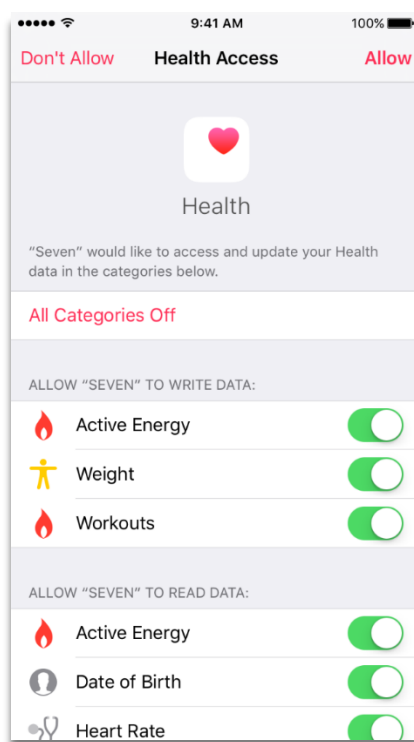 9:41 AM
100%
Don't Allow Health Access Allow
Health
“Seven” would like to access and update your Health
data in the categories below.
All Categories Off
ALLOW “SEVEN” TO WRITE DATA:
Active Energy
Weight
Workouts
ALLOW “SEVEN” TO READ DATA:
Active Energy
Date of Birth
Heart Rate